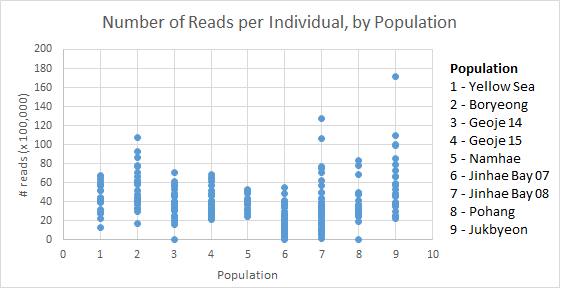 Number of Reads per Individual, by Population
200
180
160
140
120
100
80
60
40
20
0
# reads (x 100,000)
0 1 2 3 4 5 6 7 8 9 10
Population
Population
1 - Yellow Sea
2 - Boryeong
3 - Geoje 14
4 - Geoje 15
5 - Namhae
6 - Jinhae Bay 07
7 - Jinhae Bay 08
8 - Pohang
9 - Jukbyeon